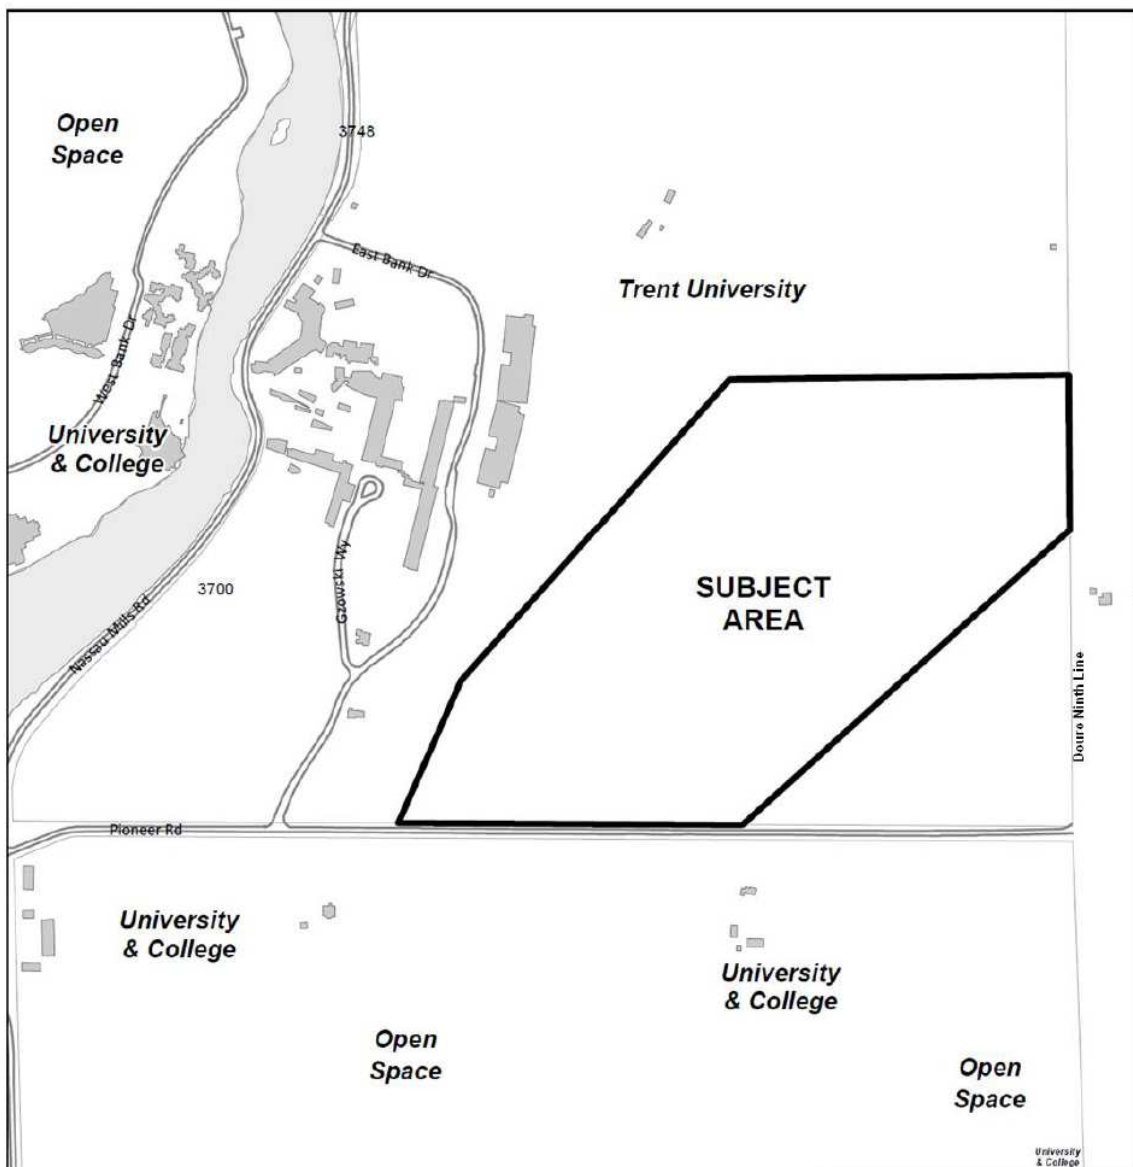 Open
Space
3748
East Bank Dr
Trent University
West Bank Dr
University
& College
SUBJECT
AREA
3700
Gzowski Wy
Nassau Mills Rd
Douro Ninth Line
Pioneer Rd
University
& College
University
& College
Open
Space
Open
Space
University
& College